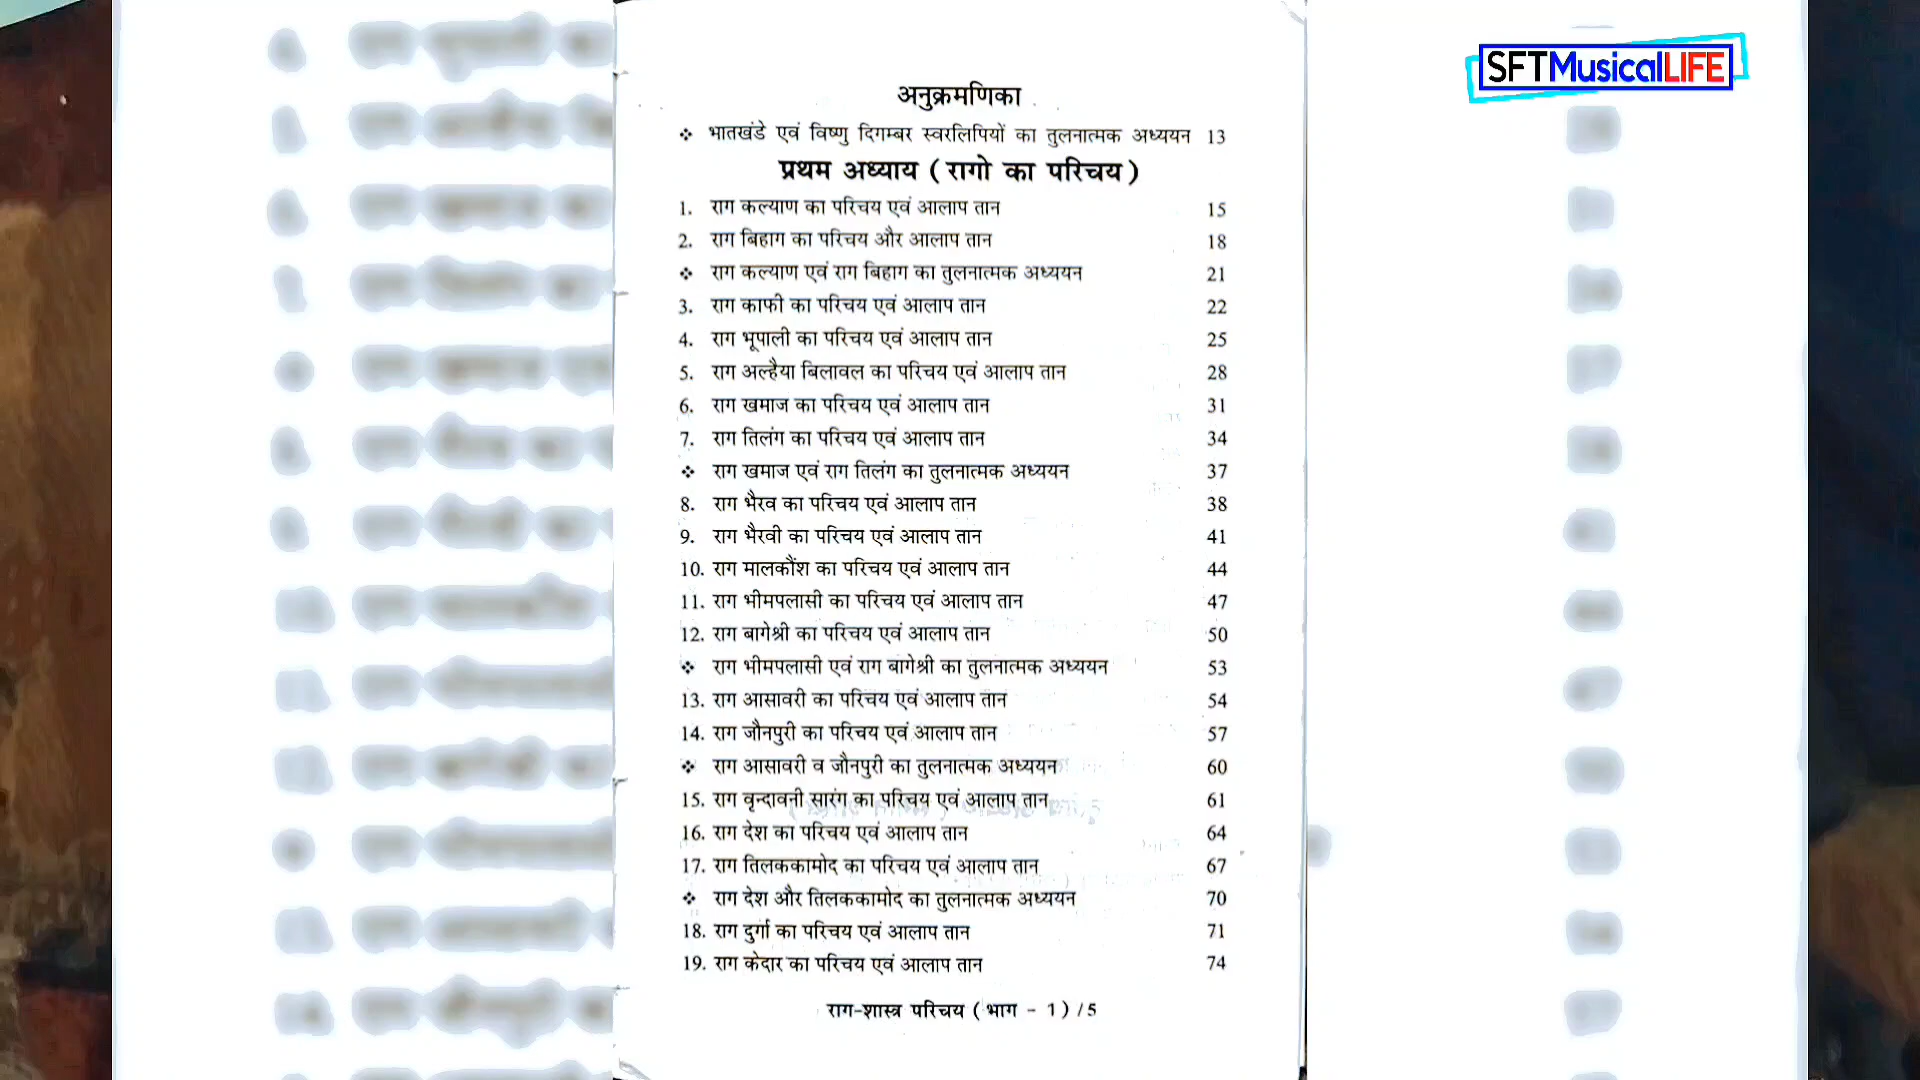 SFTMusicalLIFE
अनुक्रमणिका
❖ भातखंडे एवं विष्णु दिगम्बर स्वरलिपियों का तुलनात्मक अध्ययन 13
प्रथम अध्याय ( रागो का परिचय )
1. राग कल्याण का परिचय एवं आलाप तान 15
2. राग बिहाग का परिचय और आलाप तान 18
❖ राग कल्याण एवं राग बिहाग का तुलनात्मक अध्ययन 21
3. राग काफी का परिचय एवं आलाप तान 22
4. राग भूपाली का परिचय एवं आलाप तान 25
5. राग अल्हैया बिलावल का परिचय एवं आलाप तान 28
6. राग खमाज का परिचय एवं आलाप तान 31
7. राग तिलंग का परिचय एवं आलाप तान 34
❖ राग खमाज एवं राग तिलंग का तुलनात्मक अध्ययन 37
8. राग भैरव का परिचय एवं आलाप तान 38
9. राग भैरवी का परिचय एवं आलाप तान 41
10. राग मालकौंश का परिचय एवं आलाप तान 44
11. राग भीमपलासी का परिचय एवं आलाप तान 47
12. राग बागेश्री का परिचय एवं आलाप तान 50
❖ राग भीमपलासी एवं राग बागेश्री का तुलनात्मक अध्ययन 53
13. राग आसावरी का परिचय एवं आलाप तान 54
14. राग जौनपुरी का परिचय एवं आलाप तान 57
❖ राग आसावरी व जौनपुरी का तुलनात्मक अध्ययन 60
15. राग वृन्दावनी सारंग का परिचय एवं आलाप तान 61
16. राग देश का परिचय एवं आलाप तान 64
17. राग तिलककामोद का परिचय एवं आलाप तान 67
❖ राग देश और तिलककामोद का तुलनात्मक अध्ययन 70
18. राग दुर्गा का परिचय एवं आलाप तान 71
19. राग केदार का परिचय एवं आलाप तान 74
राग-शास्त्र परिचय ( भाग - 1 ) /5